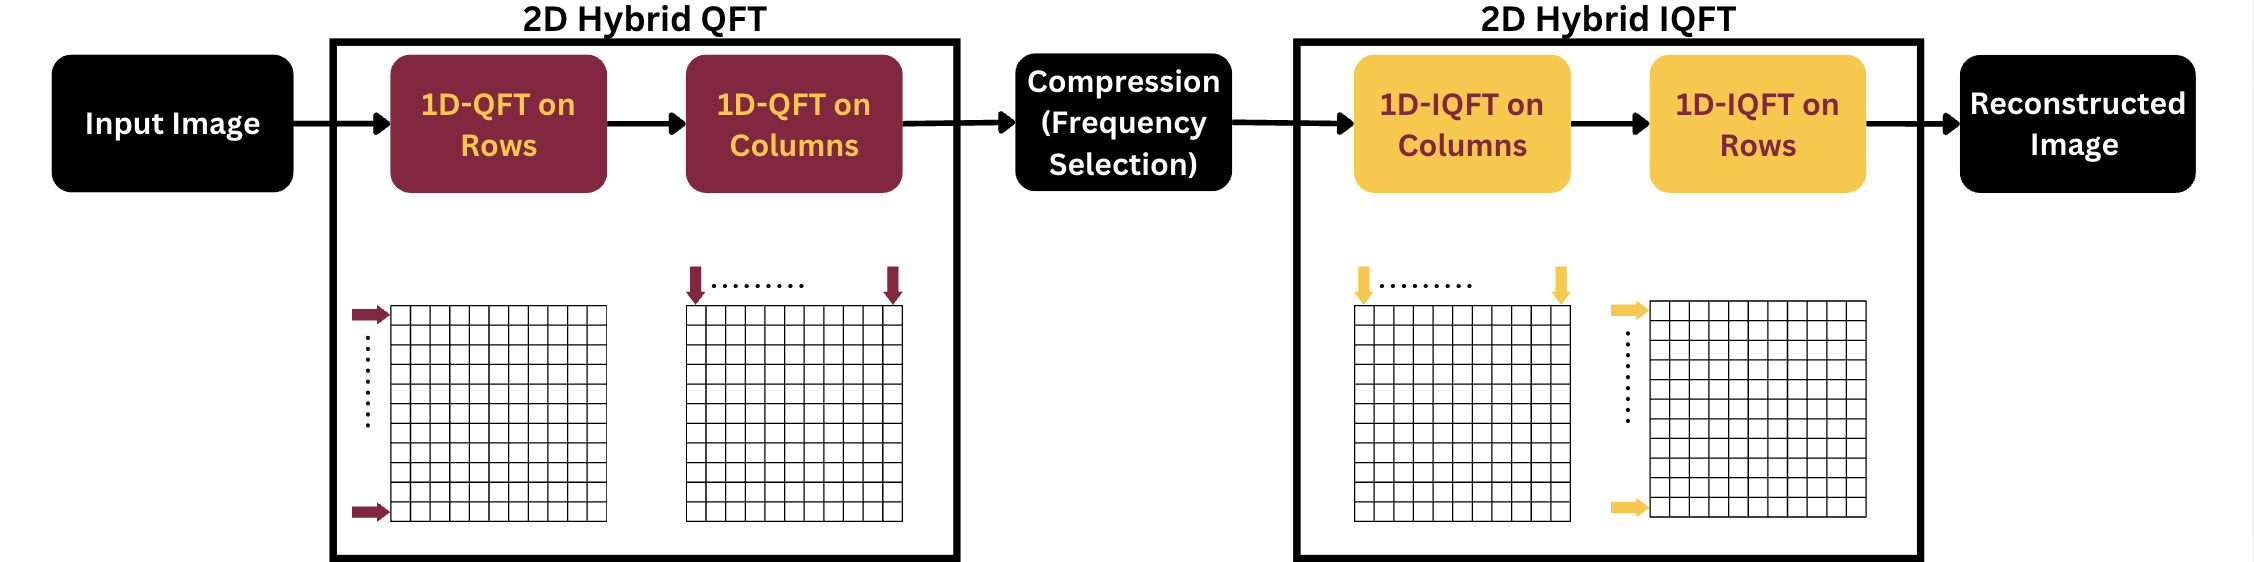 2D Hybrid QFT
2D Hybrid IQFT
Input Image
1D-QFT on
Rows
1D-QFT on
Columns
Compression
(Frequency
Selection)
1D-IQFT on
Columns
1D-IQFT on
Rows
Reconstructed
Image